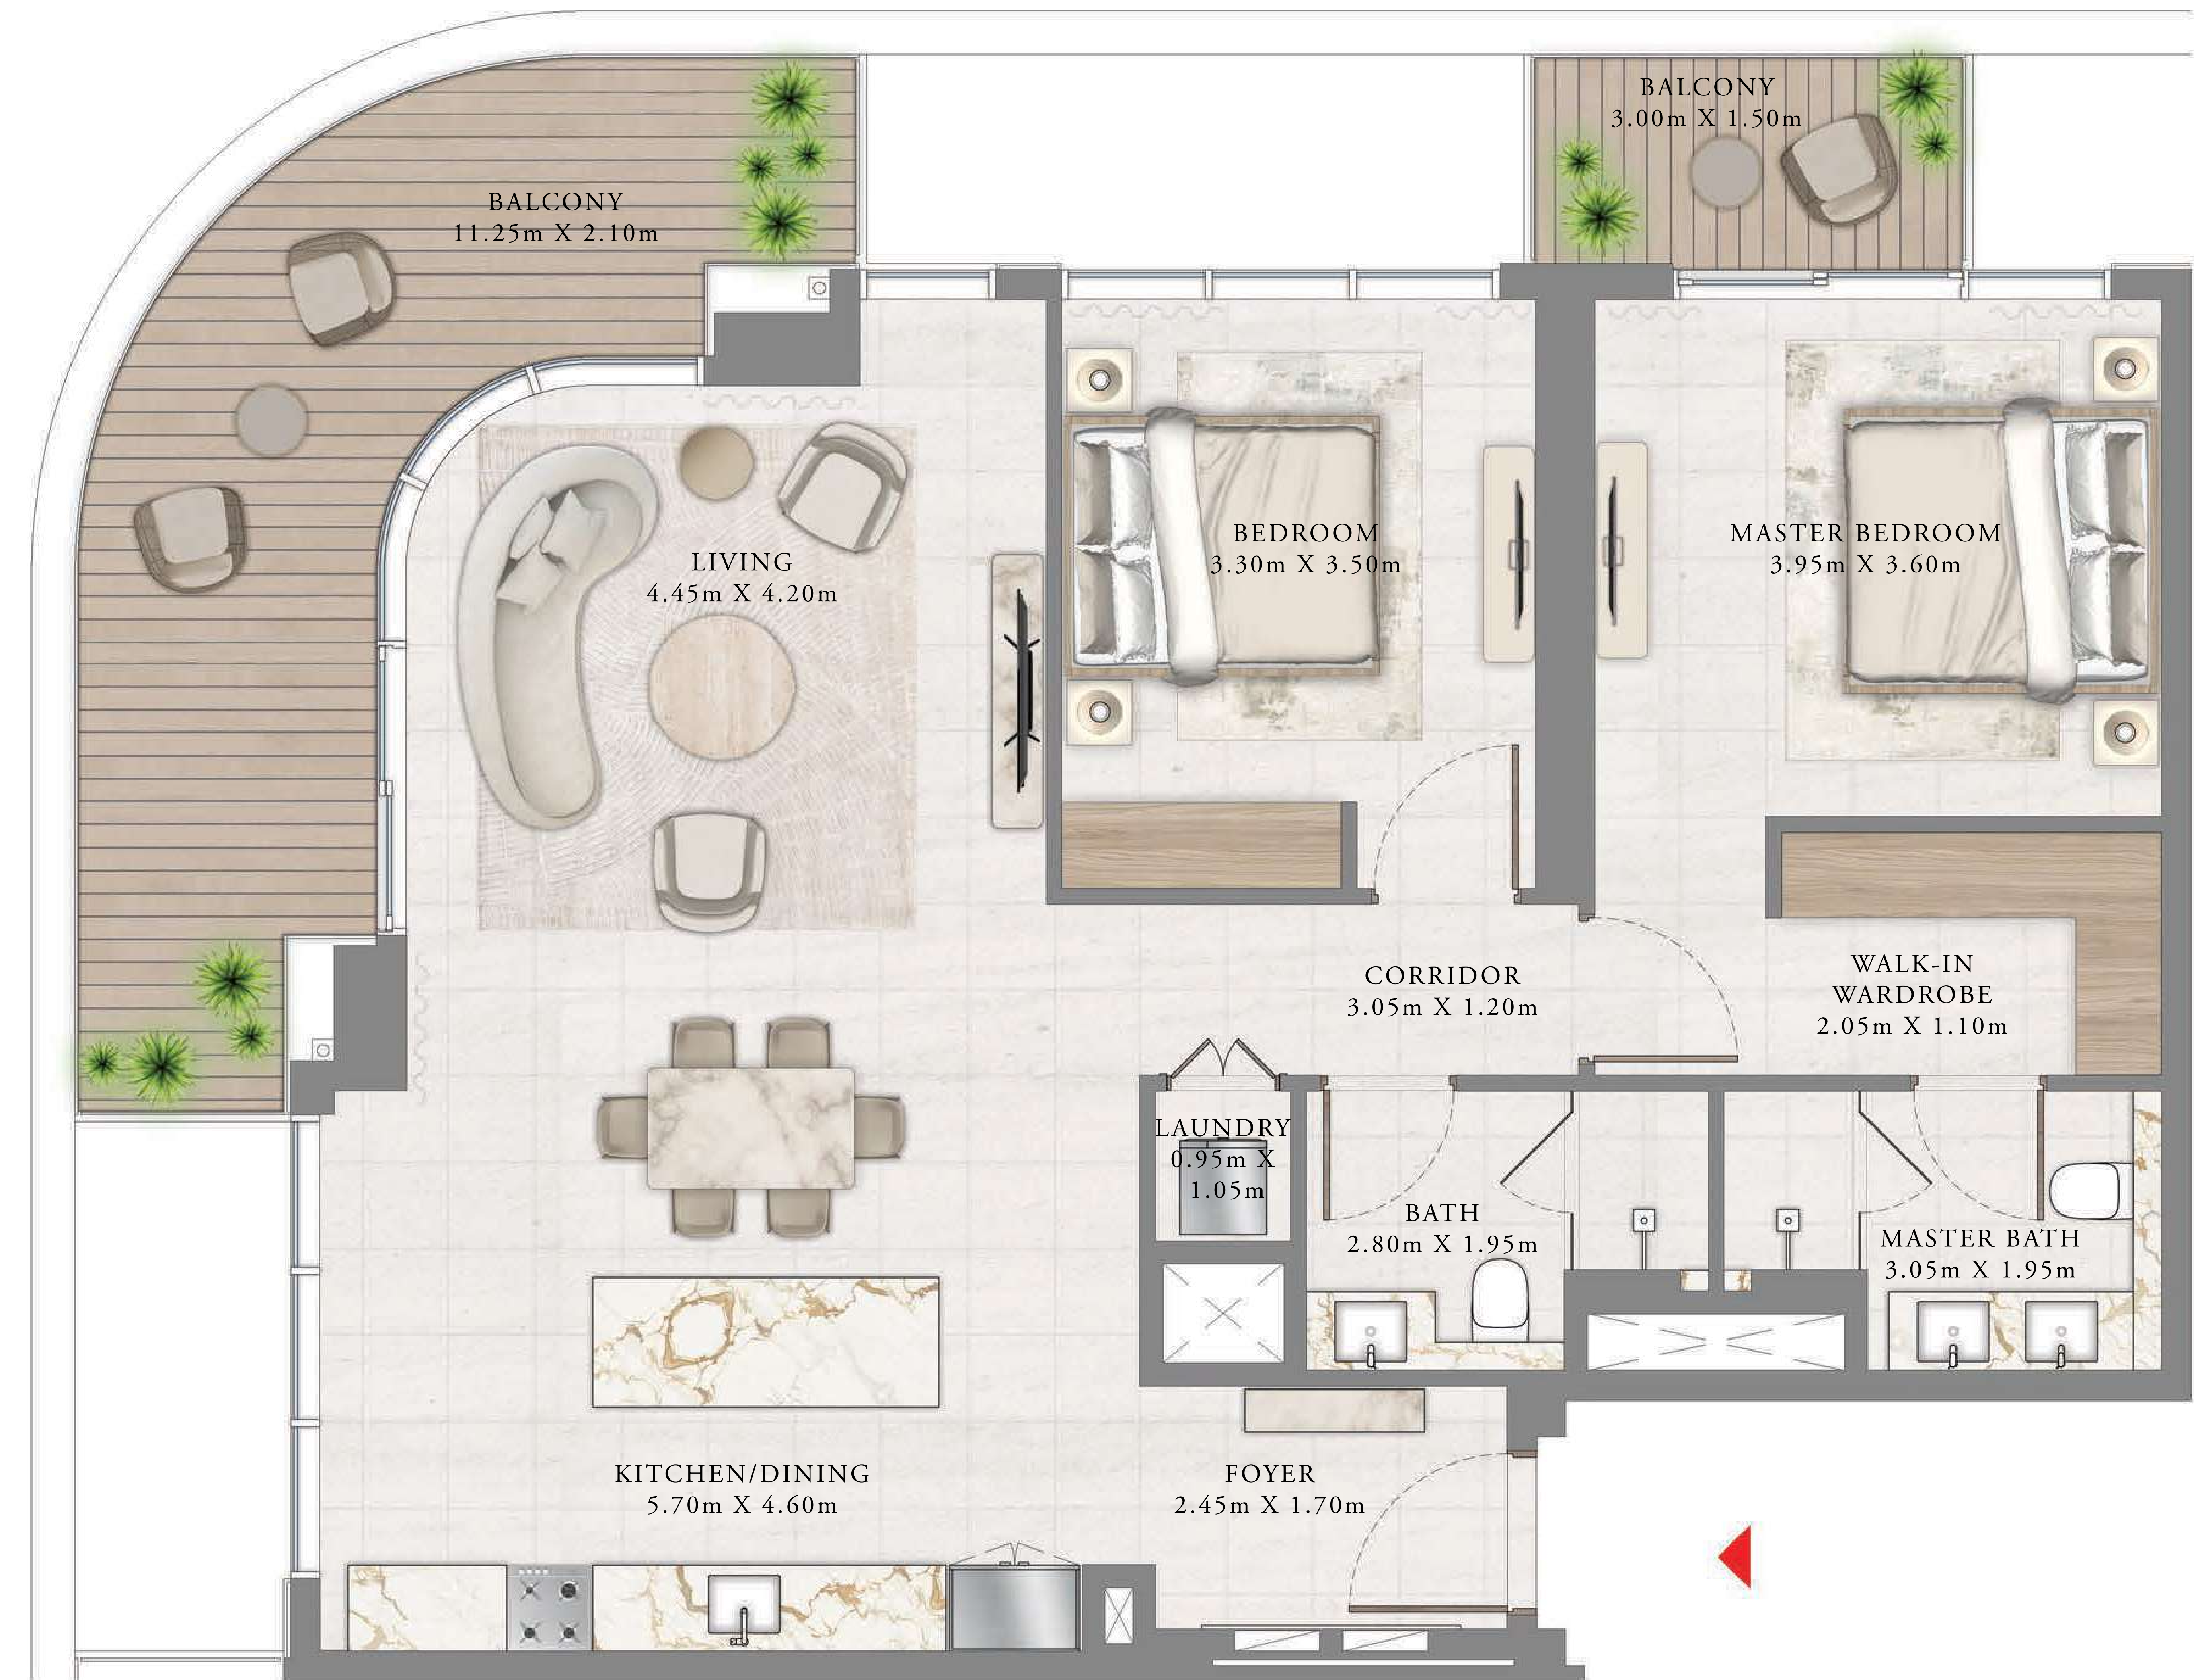 BALCONY
3.00m X 1.50m
BALCONY
11.25m X 2.10m
BEDROOM
3.30m X 3.50m
MASTER BEDROOM
3.95m X 3.60m
LIVING
4.45m X 4.20m
CORRIDOR
3.05m X 1.20m
WALK-IN
WARDROBE
2.05m X 1.10m
LAUNDRY
0.95m X
1.05m
BATH
2.80m X 1.95m
MASTER BATH
3.05m X 1.95m
KITCHEN/DINING
5.70m X 4.60m
FOYER
2.45m X 1.70m